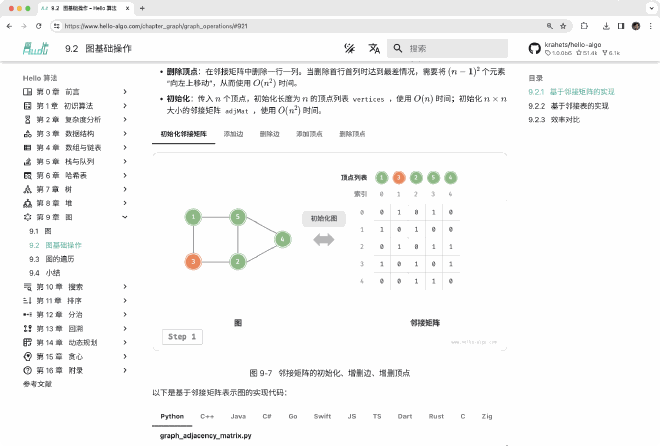 9.2 图基础操作 - Hello 算法
https://www.hello-algo.com/chapter_graph/graph_operations/#921
9.2 图基础操作
搜索
krahets/hello-algo
1.0.0b6 51.4k 6.1k
Hello 算法
第 0 章 前言
第 1 章 初识算法
第 2 章 复杂度分析
第 3 章 数据结构
第 4 章 数组与链表
第 5 章 栈与队列
第 6 章 哈希表
第 7 章 树
第 8 章 堆
第 9 章 图
9.1 图
9.2 图基础操作
9.3 图的遍历
9.4 小结
第 10 章 搜索
第 11 章 排序
第 12 章 分治
第 13 章 回溯
第 14 章 动态规划
第 15 章 贪心
第 16 章 附录
参考文献
• 删除顶点:在邻接矩阵中删除一行一列。当删除首行首列时达到最差情况,需要将 (n − 1)² 个元素
“向左上移动”,从而使用 O(n²) 时间。
• 初始化:传入 n 个顶点,初始化长度为 n 的顶点列表 vertices ,使用 O(n) 时间;初始化 n × n
大小的邻接矩阵 adjMat ,使用 O(n²) 时间。
初始化邻接矩阵 添加边 删除边 添加顶点 删除顶点
顶点列表 1 3 2 5 4
索引 0 1 2 3 4
0 0 1 0 1 0
1 1 0 1 0 0
2 0 1 0 1 1
3 1 0 1 0 1
4 0 0 1 1 0
1 5
4
3 2
初始化图
图 邻接矩阵
Step 1
www.hello-algo.com
图 9-7 邻接矩阵的初始化、增删边、增删顶点
以下是基于邻接矩阵表示图的实现代码:
Python C++ Java C# Go Swift JS TS Dart Rust C Zig
graph_adjacency_matrix.py
目录
9.2.1 基于邻接矩阵的实现
9.2.2 基于邻接表的实现
9.2.3 效率对比